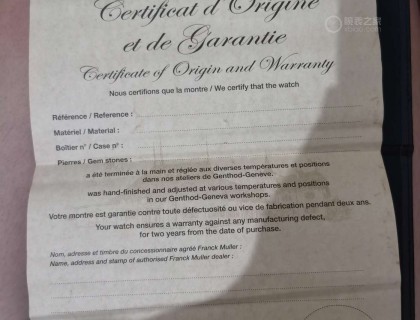 Certificat d'Origine
et de Garantie
Certificate of Origin and Warranty
Nous certifions que la montre / We certify that the watch
Référence / Reference :
Matériel / Material :
Boîtier n° / Case n° :
Pierres / Gem stones :
a été terminée à la main et réglée aux diverses températures et positions
dans nos ateliers de Genthod-Geneve.
was hand-finished and adjusted at various temperatures and positions
in our Genthod-Geneva workshops.
Votre montre est garantie contre toute défectuosité ou vice de fabrication pendant deux ans.
Your watch ensures a warranty against any manufacturing defect,
for two years from the date of purchase.
Nom, adresse et timbre du concessionnaire agréé Franck Muller :
Name, address and stamp of authorised Franck Muller dealer :